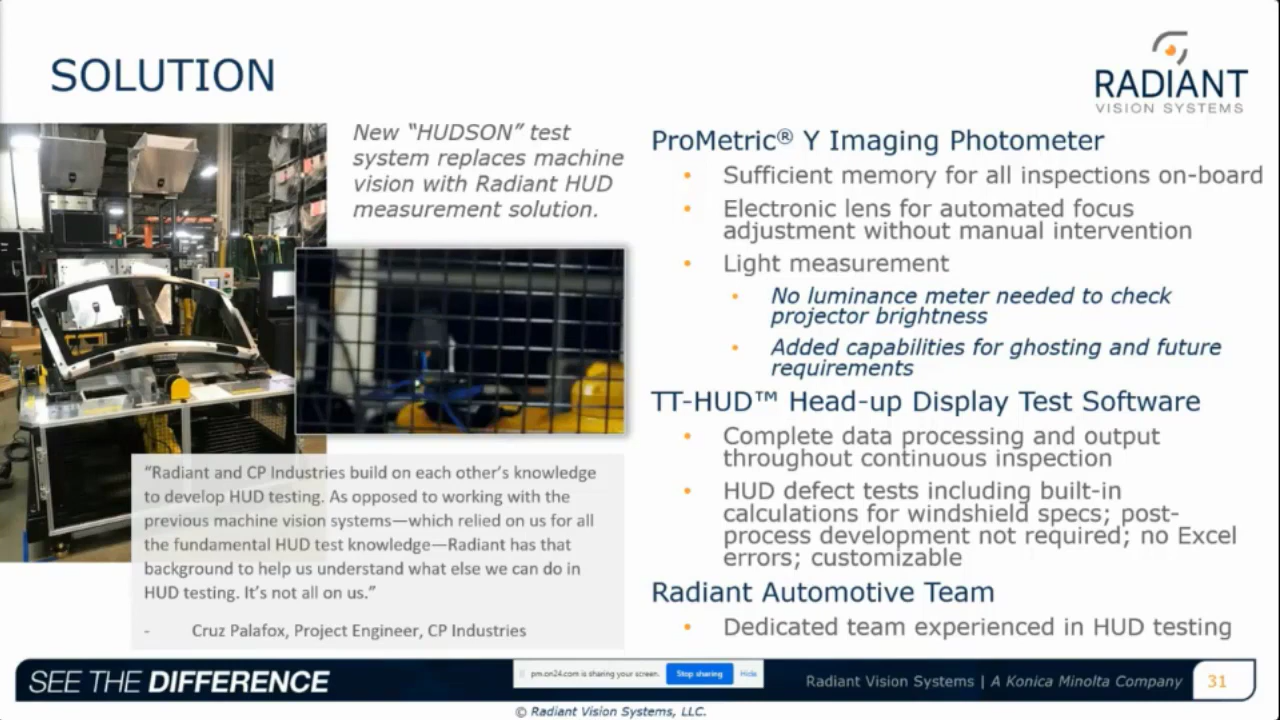 SOLUTION
RADIANT
VISION SYSTEMS
New “HUDSON” test
system replaces machine
vision with Radiant HUD
measurement solution.
“Radiant and CP Industries build on each other’s knowledge
to develop HUD testing. As opposed to working with the
previous machine vision systems—which relied on us for all
the fundamental HUD test knowledge—Radiant has that
background to help us understand what else we can do in
HUD testing. It’s not all on us.”
- Cruz Palafox, Project Engineer, CP Industries
ProMetric® Y Imaging Photometer
• Sufficient memory for all inspections on-board
• Electronic lens for automated focus
adjustment without manual intervention
• Light measurement
• No luminance meter needed to check
projector brightness
• Added capabilities for ghosting and future
requirements
TT-HUD™ Head-up Display Test Software
• Complete data processing and output
throughout continuous inspection
• HUD defect tests including built-in
calculations for windshield specs; post-
process development not required; no Excel
errors; customizable
Radiant Automotive Team
• Dedicated team experienced in HUD testing
SEE THE DIFFERENCE
pm.on24.com is sharing your screen. Stop sharing Hide
Radiant Vision Systems | A Konica Minolta Company 31
© Radiant Vision Systems, LLC.